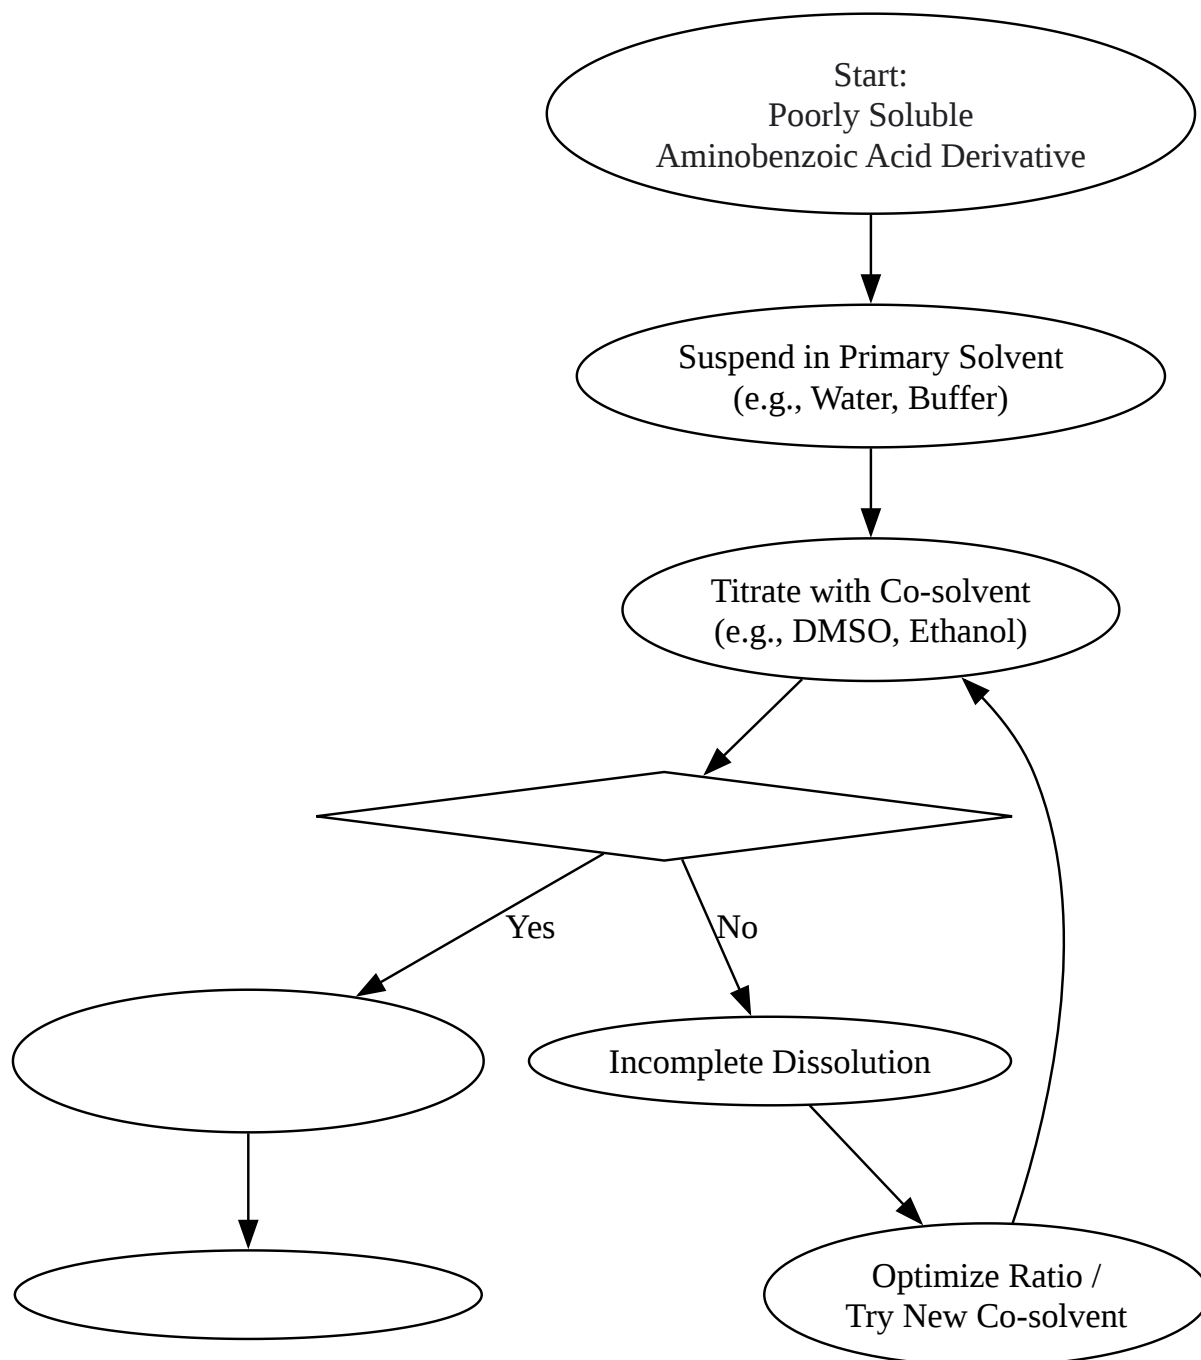 Start:
Poorly Soluble
Aminobenzoic Acid Derivative
Suspend in Primary Solvent
(e.g., Water, Buffer)
Titrate with Co-solvent
(e.g., DMSO, Ethanol)
Yes
No
Incomplete Dissolution
Optimize Ratio /
Try New Co-solvent